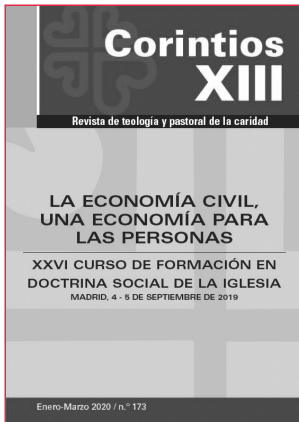 Corintios
XIII
Revista de teología y pastoral de la caridad
LA ECONOMÍA CIVIL,
UNA ECONOMÍA PARA
LAS PERSONAS
XXVI CURSO DE FORMACIÓN EN
DOCTRINA SOCIAL DE LA IGLESIA
MADRID, 4 - 5 DE SEPTIEMBRE DE 2019
Enero-Marzo 2020 / n.º 173